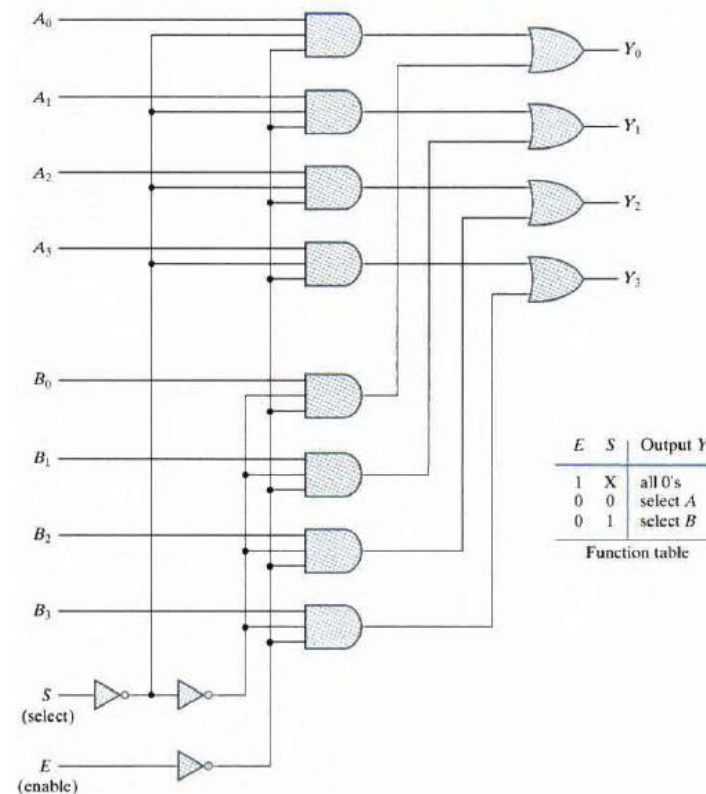 A₀
Y₀
A₁
Y₁
A₂
Y₂
A₃
Y₃
B₀
B₁
E S Output Y
1 X all 0's
0 0 select A
0 1 select B
Function table
B₂
B₃
S
(select)
E
(enable)